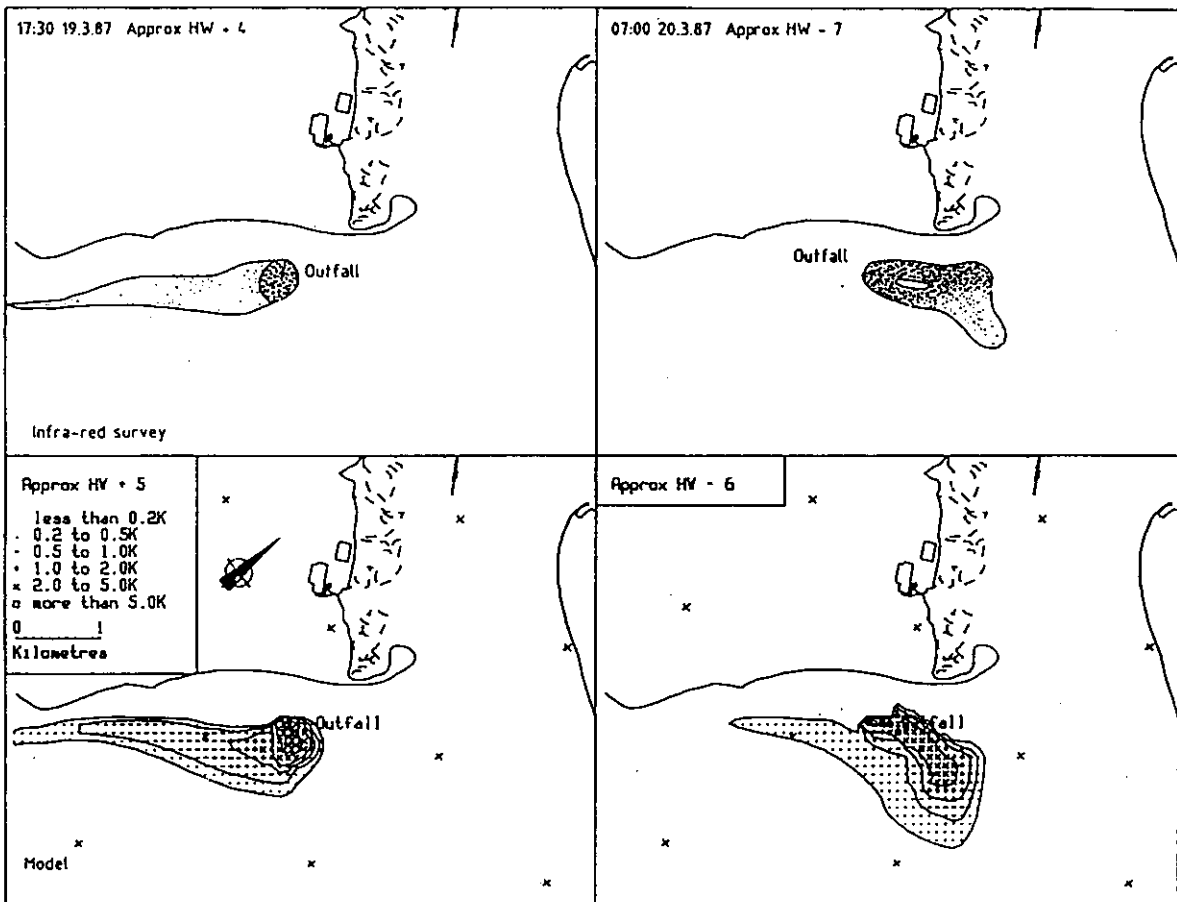 17:30 19.3.87 Approx HW + 4
07:00 20.3.87 Approx HW - 7
Outfall
Outfall
Infra-red survey
Approx HW + 5
less than 0.2K
. 0.2 to 0.5K
- 0.5 to 1.0K
+ 1.0 to 2.0K
x 2.0 to 5.0K
o more than 5.0K
0 1
Kilometres
Approx HW - 6
Outfall
Outfall
Model